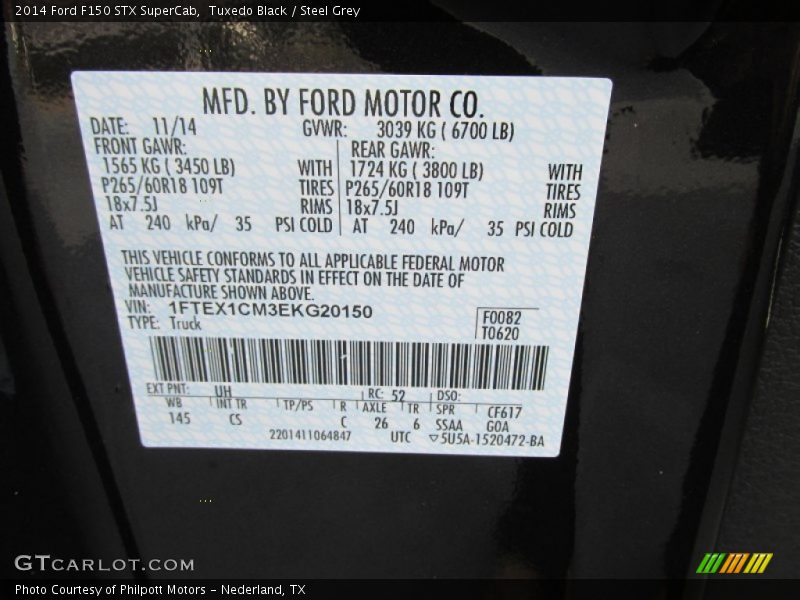 2014 Ford F150 STX SuperCab,  Tuxedo Black / Steel Grey
MFD. BY FORD MOTOR CO.
DATE: 11/14 GVWR: 3039 KG ( 6700 LB)
FRONT GAWR: REAR GAWR:
1565 KG ( 3450 LB) WITH 1724 KG ( 3800 LB) WITH
P265/60R18 109T TIRES P265/60R18 109T TIRES
18x7.5J RIMS 18x7.5J RIMS
AT 240 kPa/ 35 PSI COLD AT 240 kPa/ 35 PSI COLD
THIS VEHICLE CONFORMS TO ALL APPLICABLE FEDERAL MOTOR
VEHICLE SAFETY STANDARDS IN EFFECT ON THE DATE OF
MANUFACTURE SHOWN ABOVE.
VIN: 1FTEX1CM3EKG20150 F0082
TYPE: Truck T0620
EXT PNT: UH RC: 52 DSO:
WB INT TR TP/PS R AXLE TR SPR CF617
145 CS C 26 6 SSAA GOA
2201411064847 UTC ▽5U5A-1520472-BA
GTCARLOT.COM
Photo Courtesy of Philpott Motors - Nederland, TX